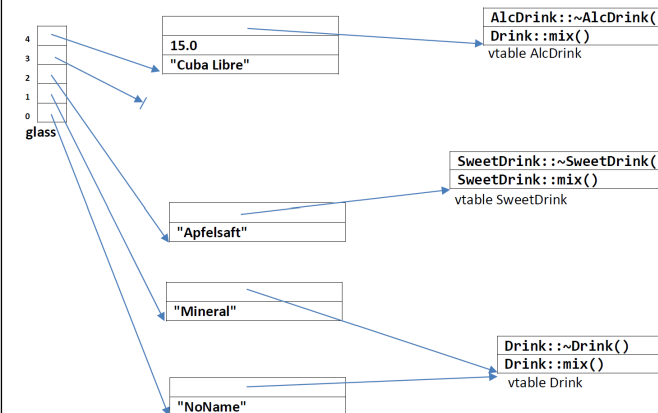 4
3
2
1
0
glass
15.0
"Cuba Libre"
AlcDrink::~AlcDrink(
Drink::mix()
vtable AlcDrink
"Apfelsaft"
SweetDrink::~SweetDrink(
SweetDrink::mix()
vtable SweetDrink
"Mineral"
"NoName"
Drink::~Drink()
Drink::mix()
vtable Drink